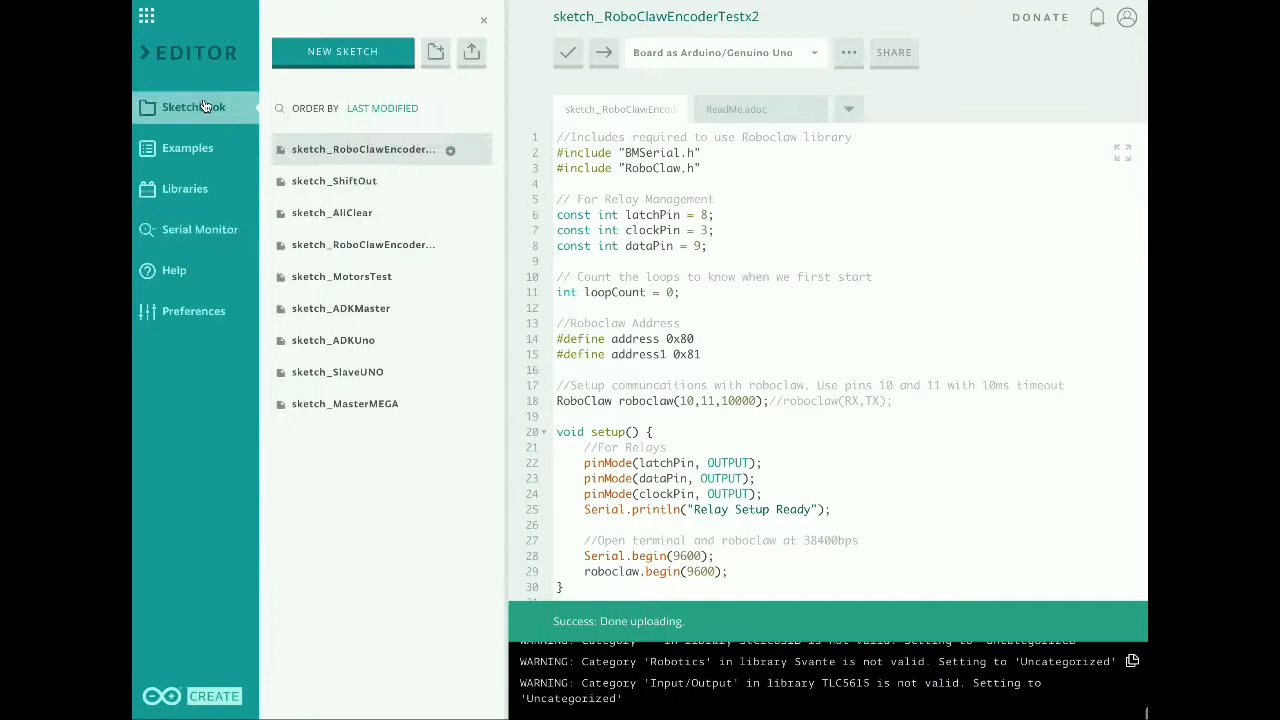 EDITOR
Sketchbook
Examples
Libraries
Serial Monitor
Help
Preferences
CREATE
×
NEW SKETCH
ORDER BY LAST MODIFIED
sketch_RoboClawEncoder...
sketch_ShiftOut
sketch_AllClear
sketch_RoboClawEncoder...
sketch_MotorsTest
sketch_ADKMaster
sketch_ADKUno
sketch_SlaveUNO
sketch_MasterMEGA
sketch_RoboClawEncoderTestx2
DONATE
Board as Arduino/Genuino Uno
SHARE
sketch_RoboClawEncod
ReadMe.adoc
1 //Includes required to use Roboclaw library
2 #include "BMSerial.h"
3 #include "RoboClaw.h"
4
5 // For Relay Management
6 const int latchPin = 8;
7 const int clockPin = 3;
8 const int dataPin = 9;
9
10 // Count the loops to know when we first start
11 int loopCount = 0;
12
13 //Roboclaw Address
14 #define address 0x80
15 #define address1 0x81
16
17 //Setup communcaitions with roboclaw. Use pins 10 and 11 with 10ms timeout
18 RoboClaw roboclaw(10,11,10000);//roboclaw(RX,TX);
19
20 void setup() {
21 //For Relays
22 pinMode(latchPin, OUTPUT);
23 pinMode(dataPin, OUTPUT);
24 pinMode(clockPin, OUTPUT);
25 Serial.println("Relay Setup Ready");
26
27 //Open terminal and roboclaw at 38400bps
28 Serial.begin(9600);
29 roboclaw.begin(9600);
30 }
Success: Done uploading.
WARNING: Category 'Robotics' in library Svante is not valid. Setting to 'Uncategorized'
WARNING: Category 'Input/Output' in library TLC5615 is not valid. Setting to
'Uncategorized'